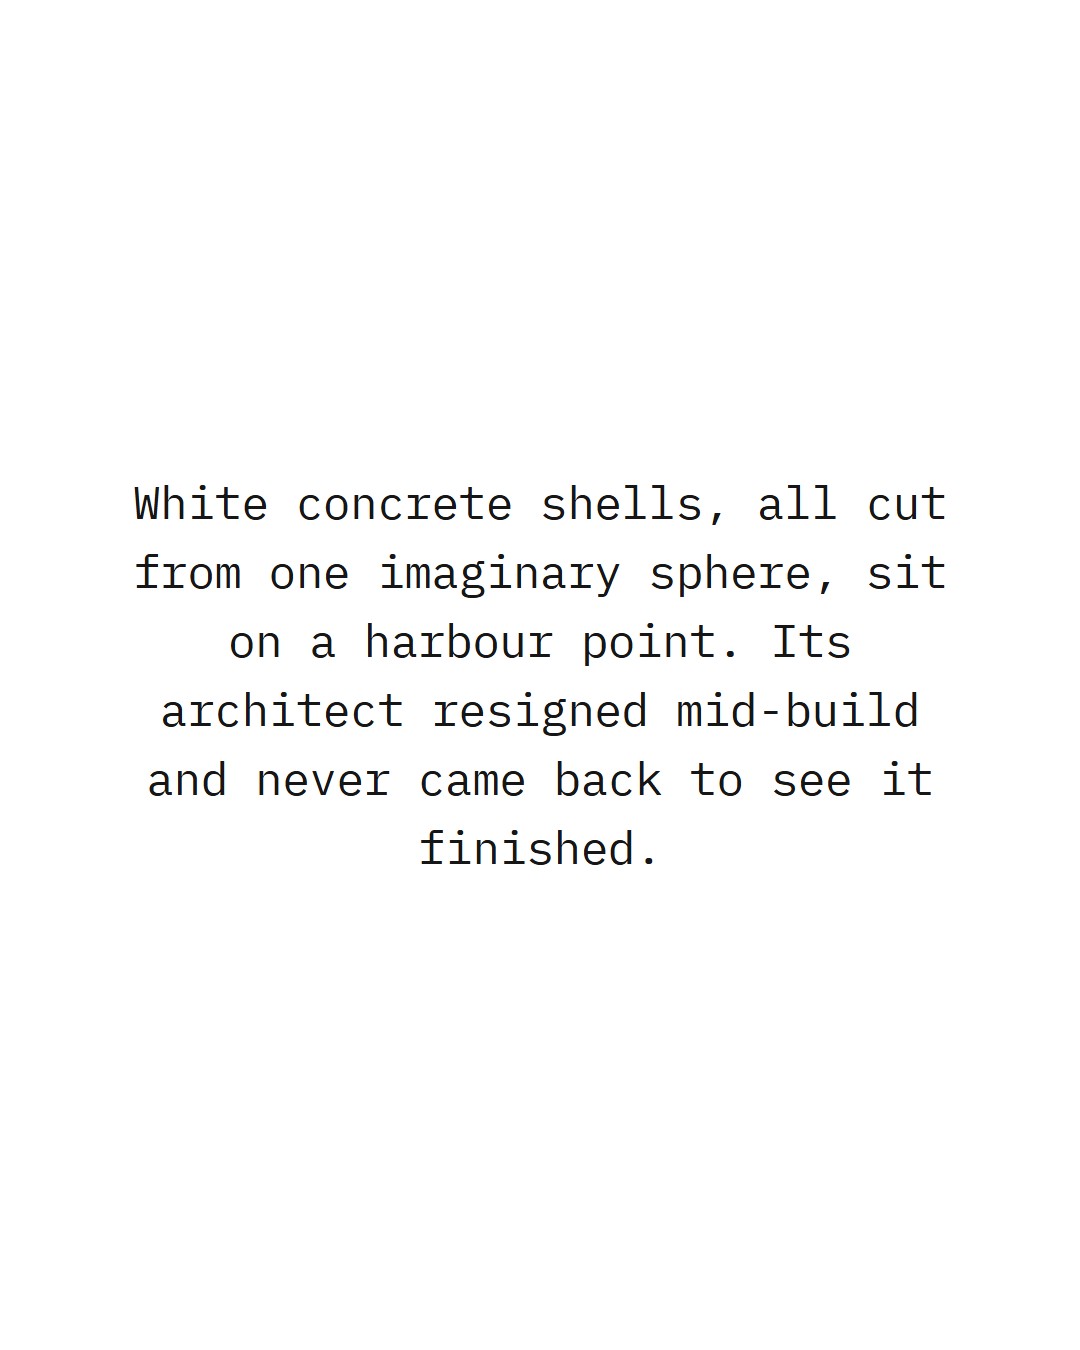 White concrete shells, all cut
from one imaginary sphere, sit
on a harbour point. Its
architect resigned mid-build
and never came back to see it
finished.